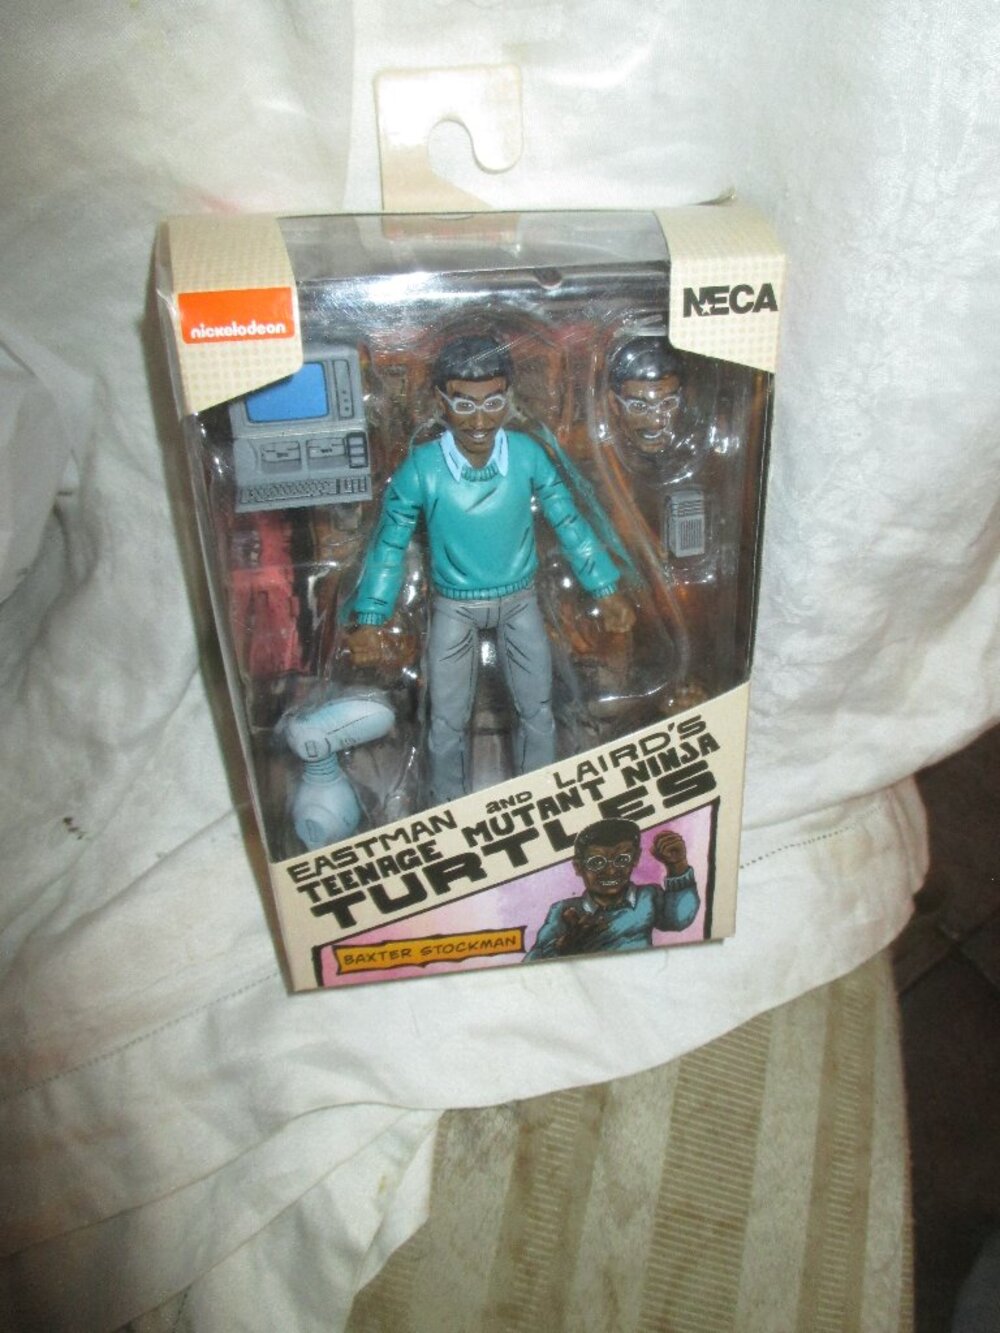 nickelodeon
NECA
EASTMAN AND LAIRD'S
TEENAGE MUTANT NINJA
TURTLES
BAXTER STOCKMAN